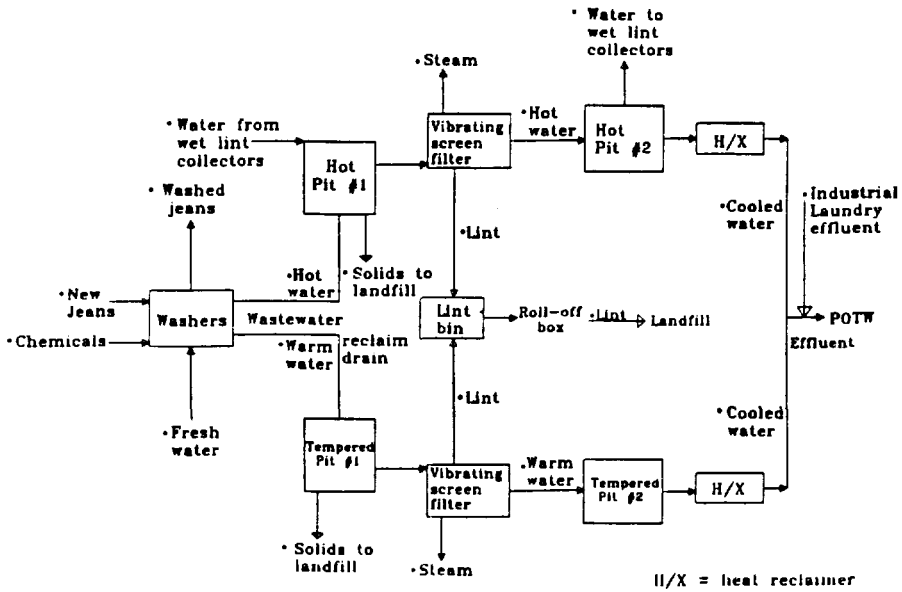 • Water to
wet lint
collectors
• Steam
• Water from
wet lint
collectors
Hot
Pit #1
Vibrating
screen
filter
• Hot
water
Hot
Pit #2
H/X
• Washed
jeans
• Industrial
Laundry
effluent
• Cooled
water
• Lint
• Solids to
landfill
• Hot
water
• New
Jeans
Washers
• Chemicals
Wastewater
reclaim
drain
• Warm
water
Lint
bin
Roll-off
box
• Lint
Landfill
POTW
Effluent
• Lint
• Cooled
water
• Fresh
water
Tempered
Pit #1
Vibrating
screen
filter
• Warm
water
Tempered
Pit #2
H/X
• Solids to
landfill
• Steam
H/X = heat reclaimer